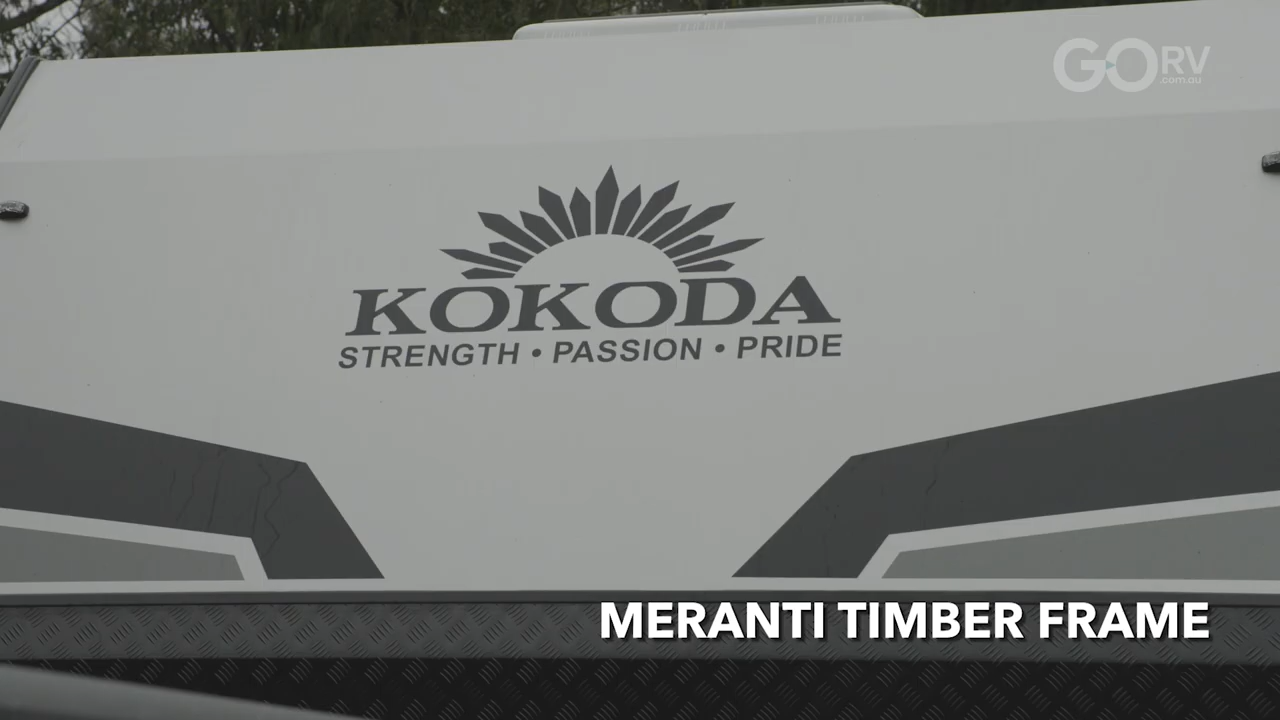 GORV
.com.au
KOKODA
STRENGTH • PASSION • PRIDE
MERANTI TIMBER FRAME